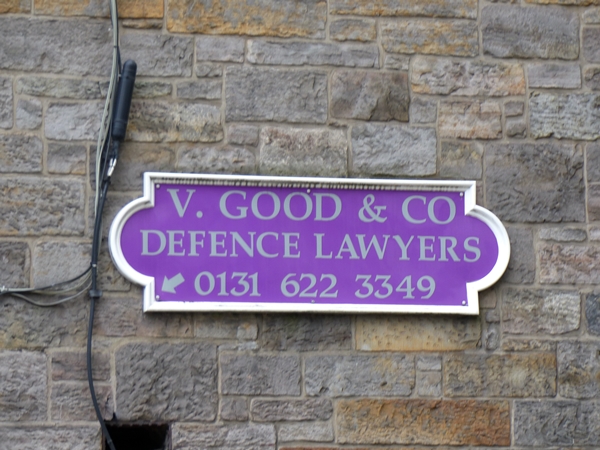 V. GOOD & CO
DEFENCE LAWYERS
0131 622 3349